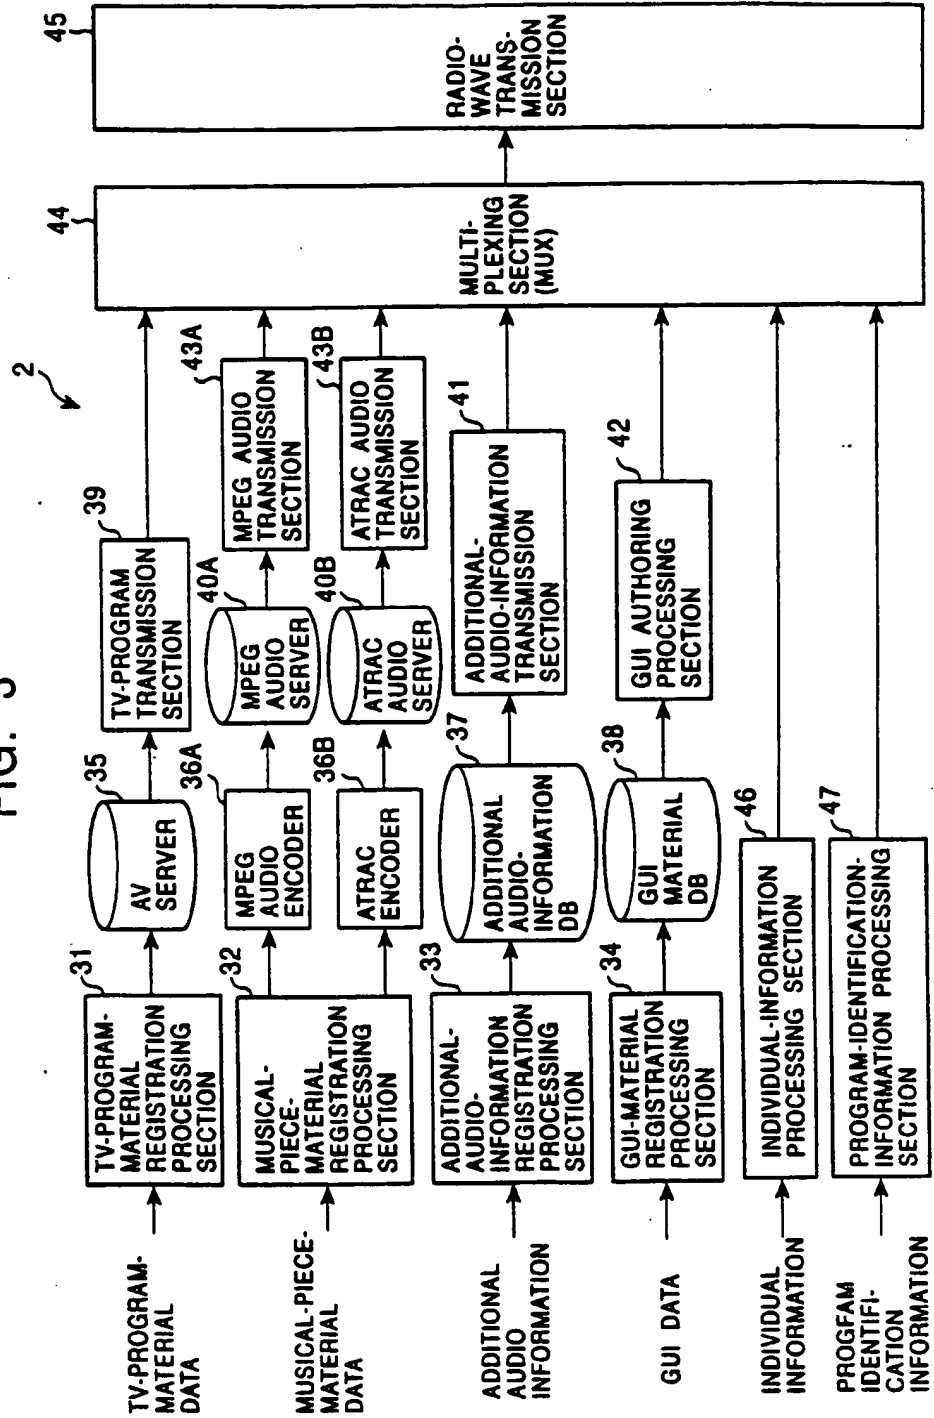 FIG.
2
TV-PROGRAM-
MATERIAL
DATA
31
TV-PROGRAM-
MATERIAL
REGISTRATION
PROCESSING
SECTION
35
AV
SERVER
39
TV-PROGRAM
TRANSMISSION
SECTION
MUSICAL-PIECE-
MATERIAL
DATA
32
MUSICAL-
PIECE-
MATERIAL
REGISTRATION
PROCESSING
SECTION
36A
MPEG
AUDIO
ENCODER
40A
MPEG
AUDIO
SERVER
43A
MPEG AUDIO
TRANSMISSION
SECTION
36B
ATRAC
ENCODER
40B
ATRAC
AUDIO
SERVER
43B
ATRAC AUDIO
TRANSMISSION
SECTION
ADDITIONAL
AUDIO
INFORMATION
33
ADDITIONAL-
AUDIO-
INFORMATION
REGISTRATION
PROCESSING
SECTION
37
ADDITIONAL
AUDIO-
INFORMATION
DB
41
ADDITIONAL-
AUDIO-INFORMATION
TRANSMISSION
SECTION
GUI DATA
34
GUI-MATERIAL
REGISTRATION
PROCESSING
SECTION
38
GUI
MATERIAL
DB
42
GUI AUTHORING
PROCESSING
SECTION
INDIVIDUAL
INFORMATION
46
INDIVIDUAL-INFORMATION
PROCESSING SECTION
PROGFAM
IDENTIFI-
CATION
INFORMATION
47
PROGRAM-IDENTIFICATION-
INFORMATION PROCESSING
SECTION
44
MULTI-
PLEXING
SECTION
(MUX)
45
RADIO-
WAVE
TRANS-
MISSION
SECTION